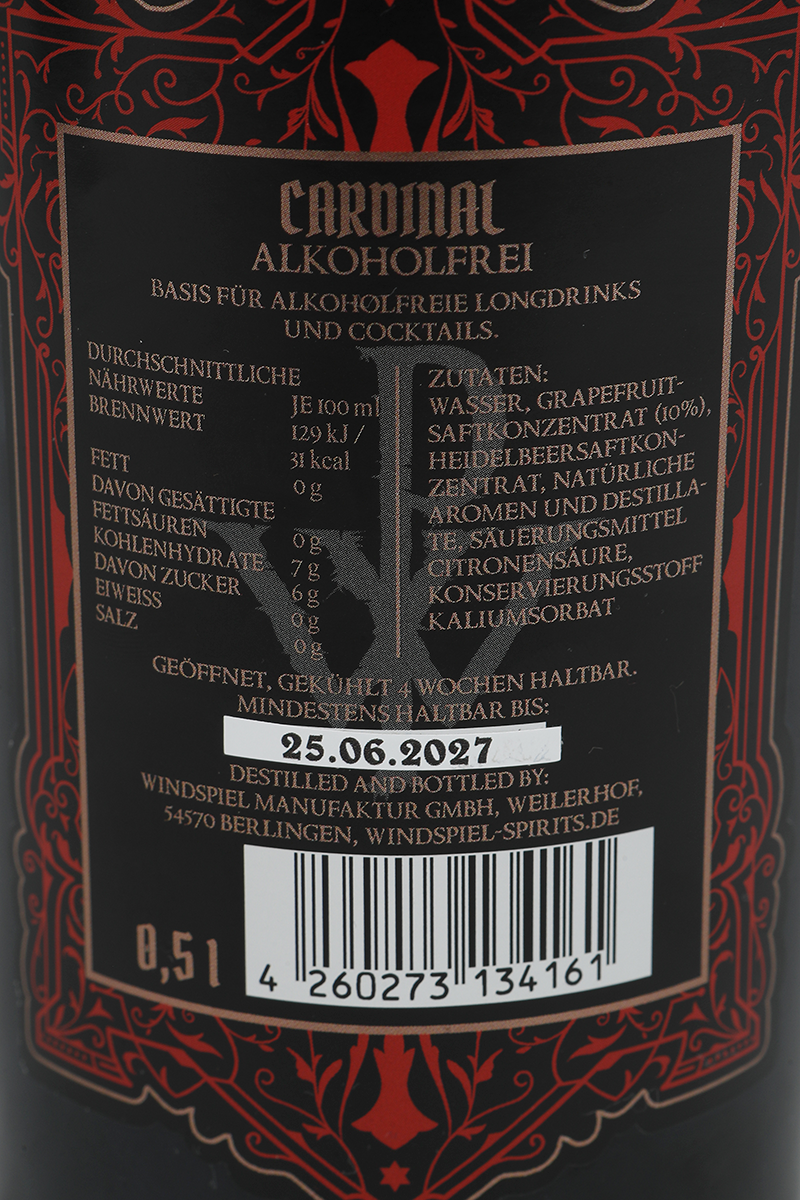 CARDINAL
ALKOHOLFREI
BASIS FÜR ALKOHOLFREIE LONGDRINKS
UND COCKTAILS.
DURCHSCHNITTLICHE
NÄHRWERTE JE 100 ml
BRENNWERT 129 kJ /
31 kcal
FETT 0 g
DAVON GESÄTTIGTE
FETTSÄUREN 0 g
KOHLENHYDRATE 7 g
DAVON ZUCKER 6 g
EIWEISS 0 g
SALZ 0 g
ZUTATEN:
WASSER, GRAPEFRUIT-
SAFTKONZENTRAT (10%),
HEIDELBEERSAFTKON-
ZENTRAT, NATÜRLICHE
AROMEN UND DESTILLA-
TE, SÄUERUNGSMITTEL
CITRONENSÄURE,
KONSERVIERUNGSSTOFF
KALIUMSORBAT
GEÖFFNET, GEKÜHLT 4 WOCHEN HALTBAR.
MINDESTENS HALTBAR BIS:
25.06.2027
DESTILLED AND BOTTLED BY:
WINDSPIEL MANUFAKTUR GMBH, WEILERHOF,
54570 BERLINGEN, WINDSPIEL-SPIRITS.DE
0,5 l
4 260273 134161